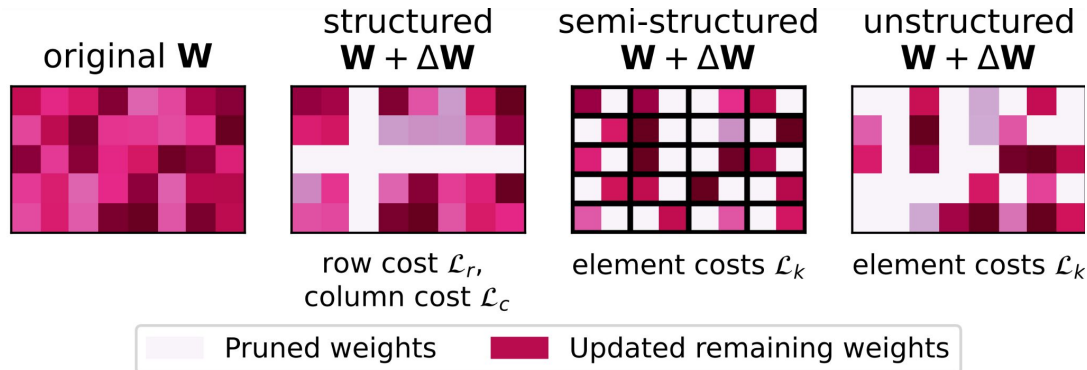 original W
structured
W + ΔW
semi-structured
W + ΔW
unstructured
W + ΔW
row cost ℒᵣ,
column cost ℒ꜀
element costs ℒₖ
element costs ℒₖ
Pruned weights
Updated remaining weights